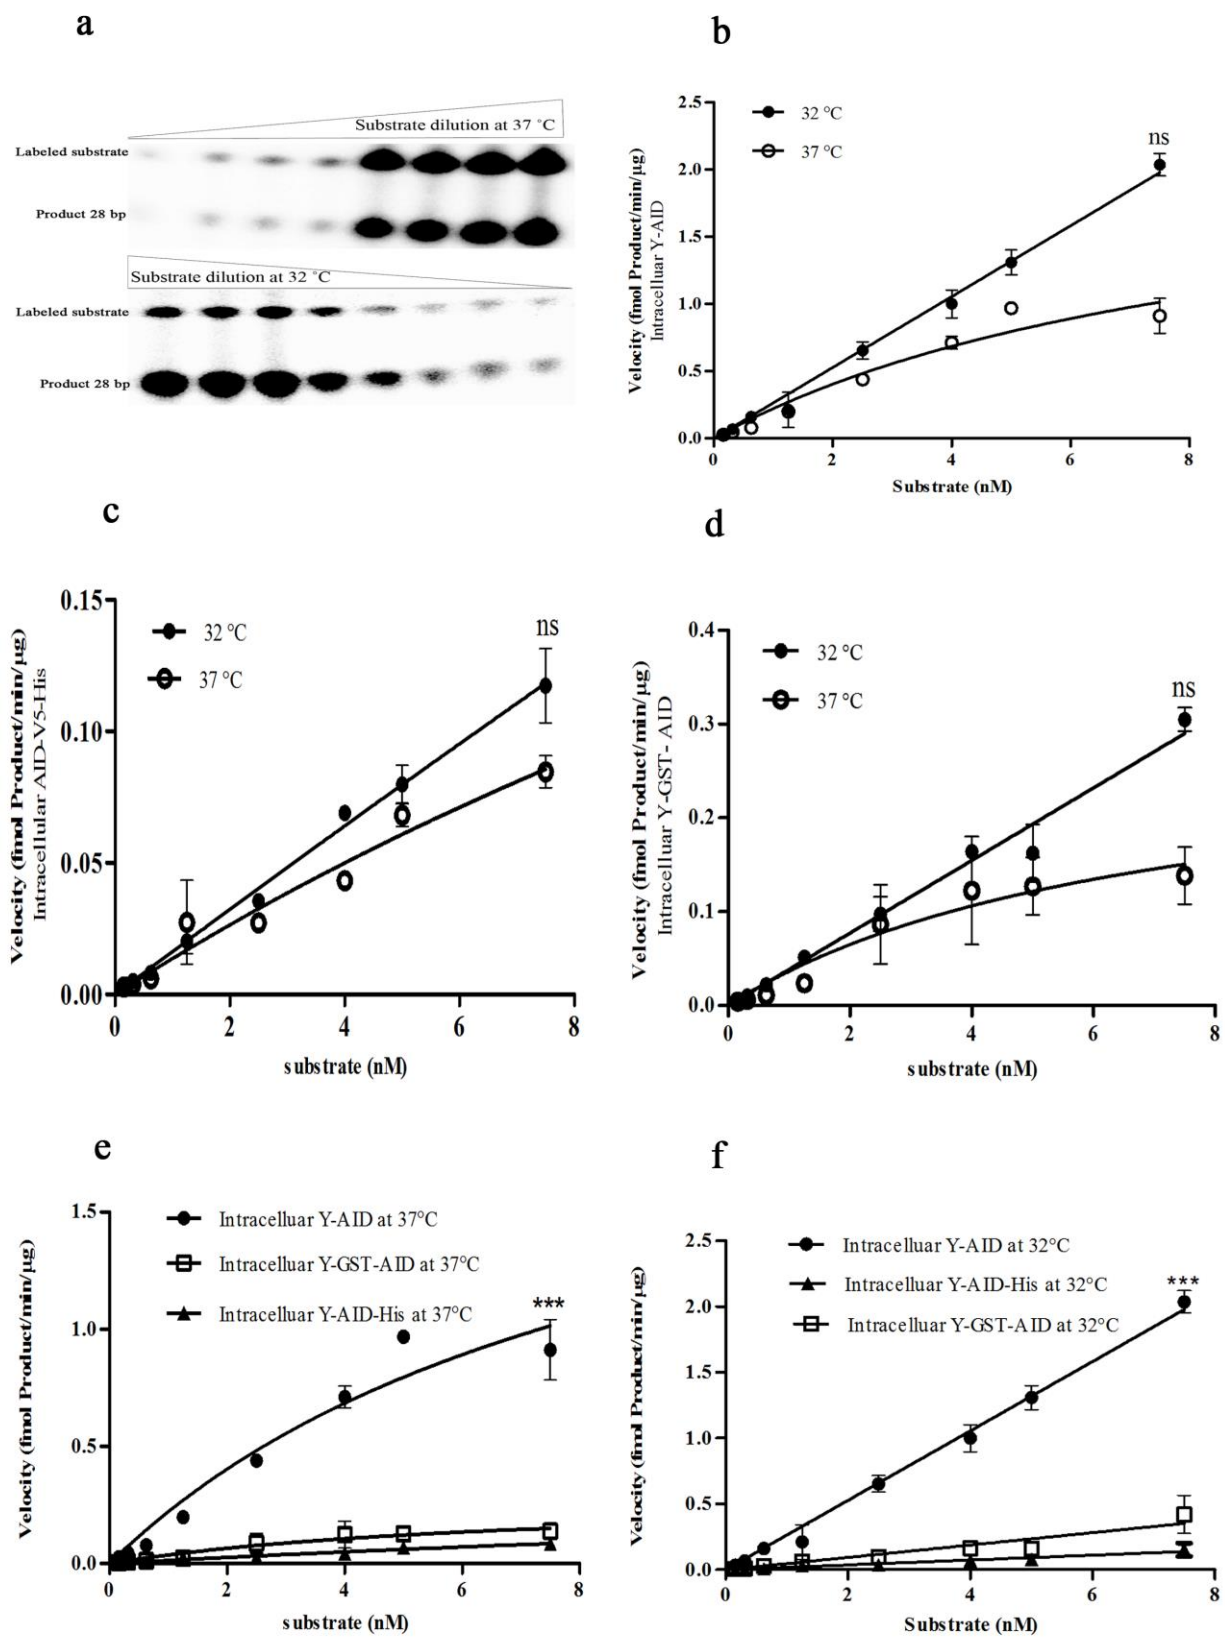 a
Substrate dilution at 37 °C
Labeled substrate
Product 28 bp
Substrate dilution at 32 °C
Labeled substrate
Product 28 bp
b
2.5
2.0
1.5
1.0
0.5
0.0
0 2 4 6 8
32 °C
37 °C
ns
Velocity (fmol Product/min/µg)
Intracelluar Y-AID
Substrate (nM)
c
0.15
0.10
0.05
0.00
0 2 4 6 8
32 °C
37 °C
ns
Velocity (fmol Product/min/µg)
Intracellular AID-V5-His
substrate (nM)
d
0.4
0.3
0.2
0.1
0.0
0 2 4 6 8
32 °C
37 °C
ns
Velocity (fmol Product/min/µg)
Intracelluar Y-GST- AID
substrate (nM)
e
1.5
1.0
0.5
0.0
0 2 4 6 8
Intracelluar Y-AID at 37°C
Intracelluar Y-GST-AID at 37°C
Intracelluar Y-AID-His at 37°C
***
Velocity (fmol Product/min/µg)
substrate (nM)
f
2.5
2.0
1.5
1.0
0.5
0.0
0 2 4 6 8
Intracelluar Y-AID at 32°C
Intracelluar Y-AID-His at 32°C
Intracelluar Y-GST-AID at 32°C
***
Velocity (fmol Product/min/µg)
Substrate (nM)